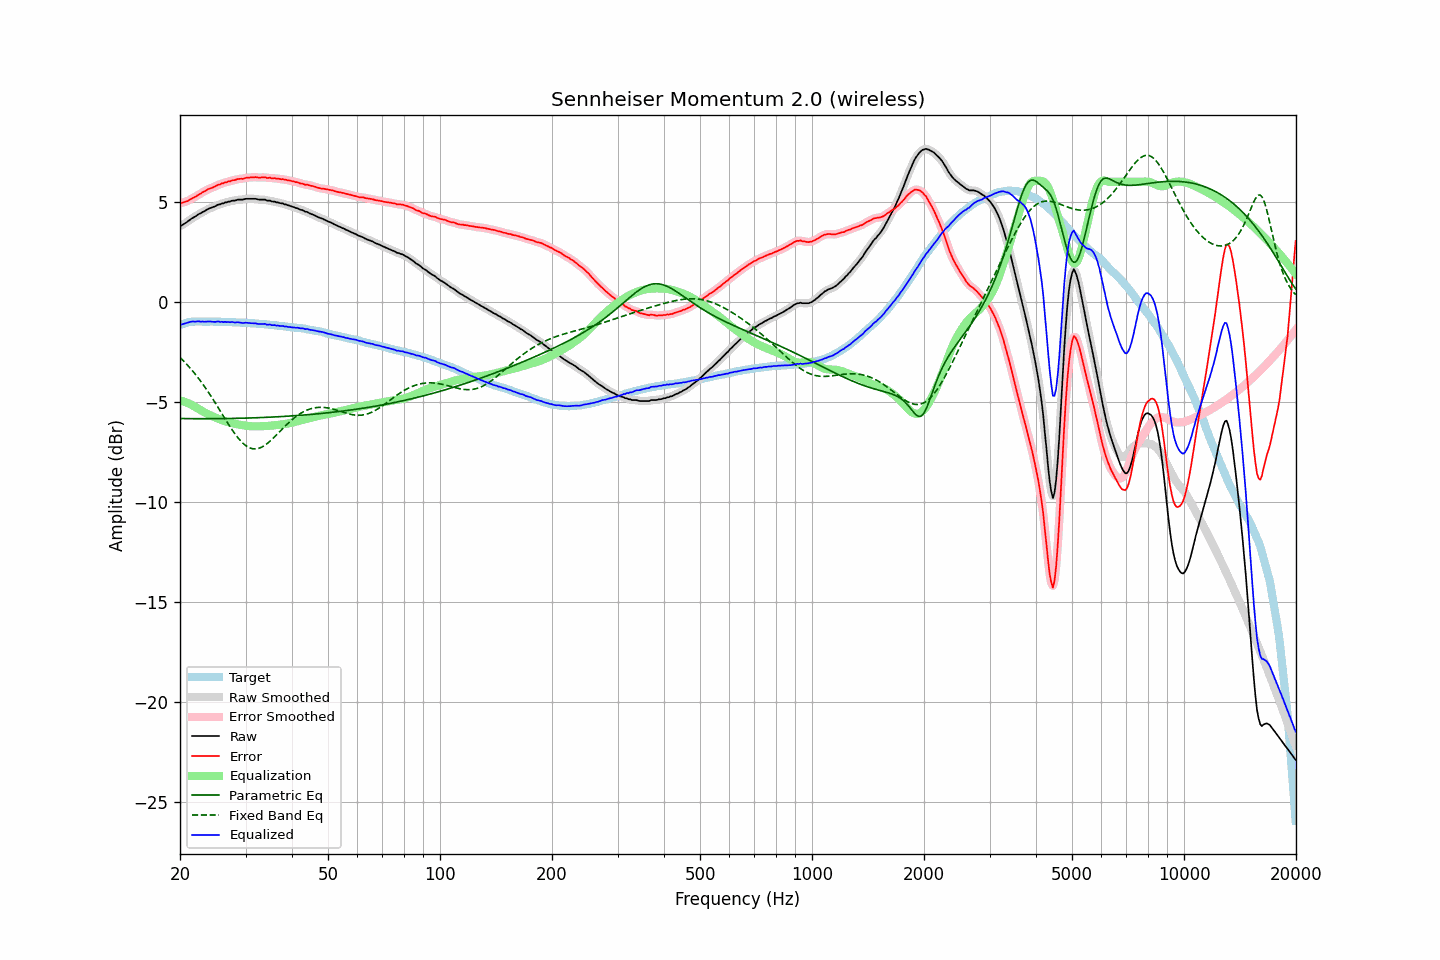 Sennheiser Momentum 2.0 (wireless)
Amplitude (dBr)
5
0
−5
−10
−15
−20
−25
Target
Raw Smoothed
Error Smoothed
Raw
Error
Equalization
Parametric Eq
Fixed Band Eq
Equalized
20 50 100 200 500 1000 2000 5000 10000 20000
Frequency (Hz)